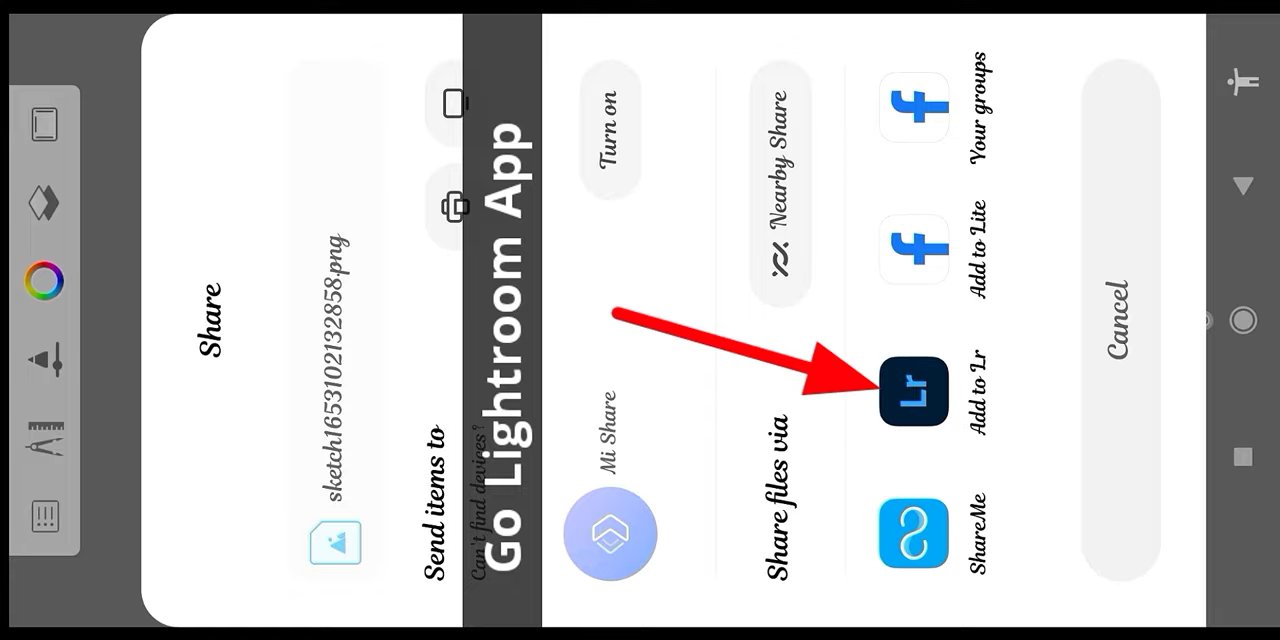 Share
sketch1653102132858.png
Send items to
Can't find devices?
Go Lightroom App
Mi Share
Turn on
Share files via
Nearby Share
Lr
ShareMe
Add to Lr
Add to Lite
Your groups
Cancel